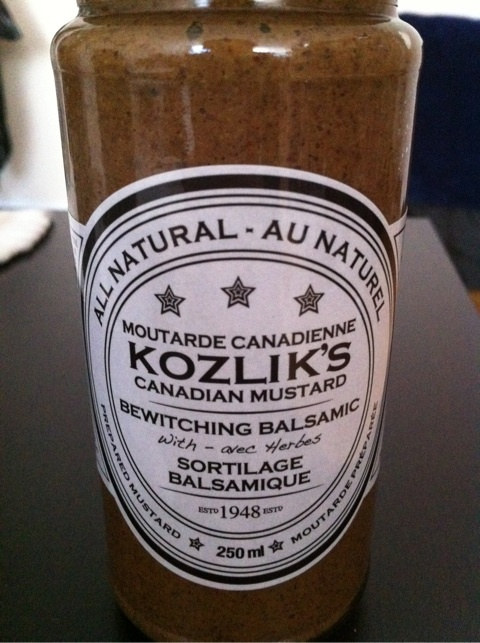 ALL NATURAL - AU NATUREL
MOUTARDE CANADIENNE
KOZLIK'S
CANADIAN MUSTARD
BEWITCHING BALSAMIC
With - avec Herbes
SORTILAGE
BALSAMIQUE
ESTD 1948 ESTD
PREPARED MUSTARD 250 ml MOUTARDE PRÉPARÉE